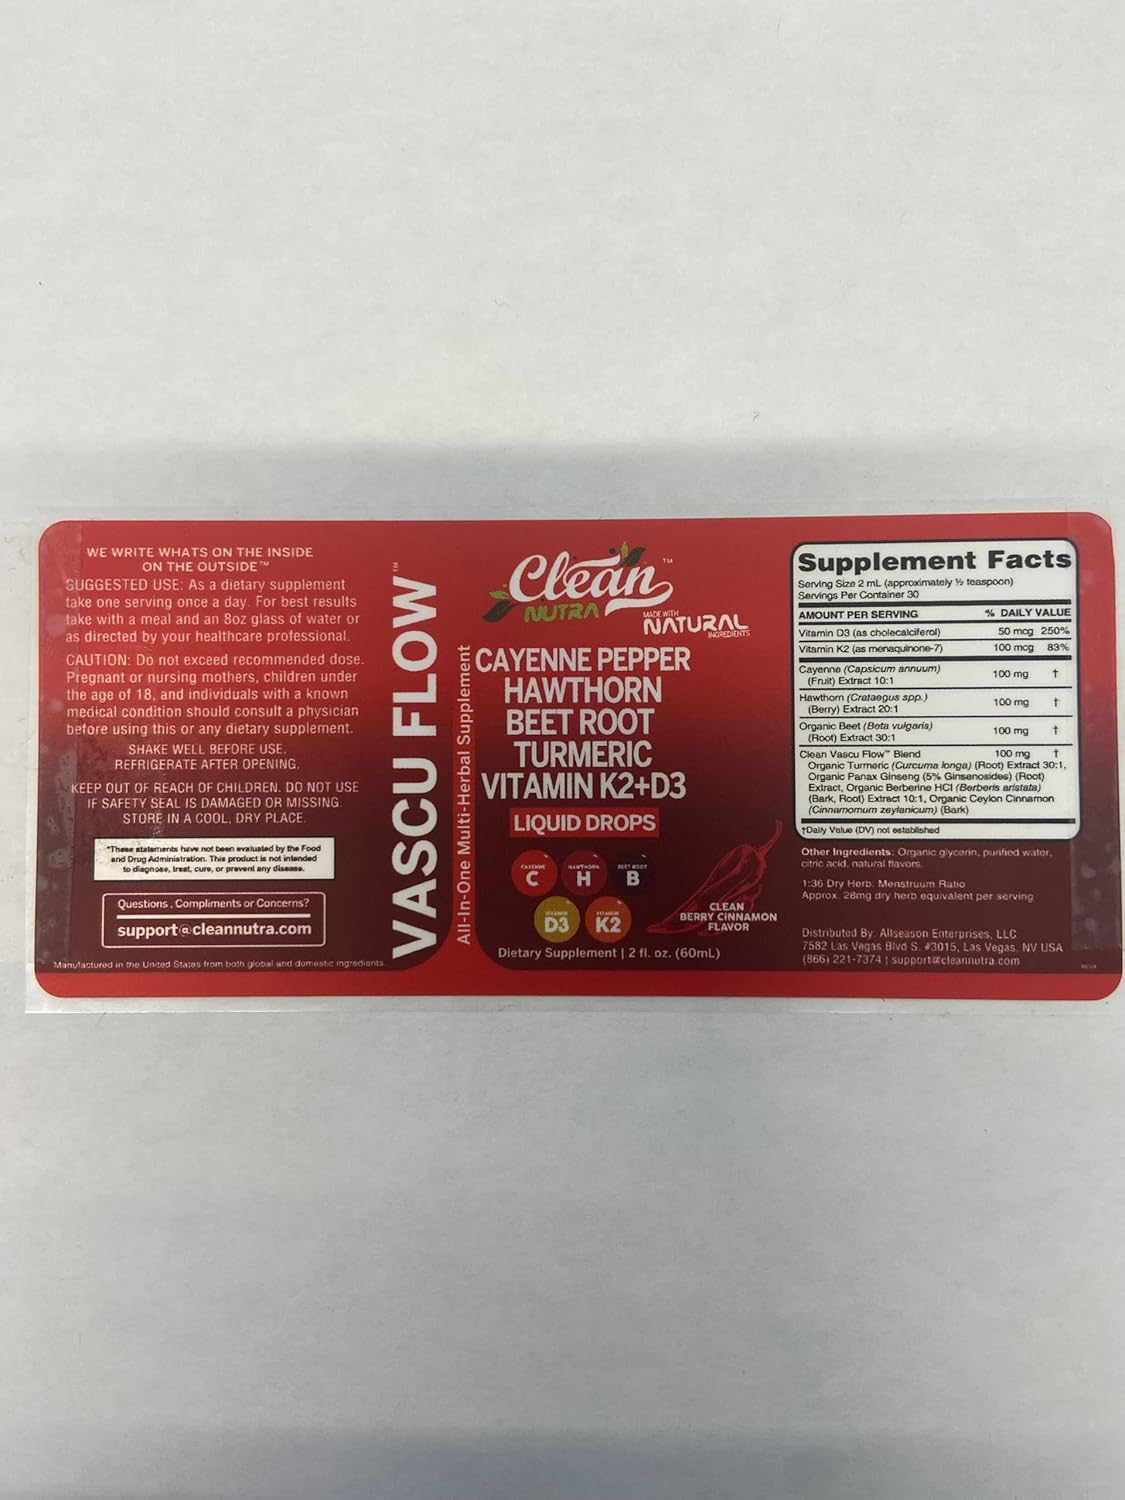 WE WRITE WHATS ON THE INSIDE
ON THE OUTSIDE™
SUGGESTED USE: As a dietary supplement
take one serving once a day. For best results
take with a meal and an 8oz glass of water or
as directed by your healthcare professional.
CAUTION: Do not exceed recommended dose.
Pregnant or nursing mothers, children under
the age of 18, and individuals with a known
medical condition should consult a physician
before using this or any dietary supplement.
SHAKE WELL BEFORE USE.
REFRIGERATE AFTER OPENING.
KEEP OUT OF REACH OF CHILDREN. DO NOT USE
IF SAFETY SEAL IS DAMAGED OR MISSING.
STORE IN A COOL, DRY PLACE.
*These statements have not been evaluated by the Food
and Drug Administration. This product is not intended
to diagnose, treat, cure, or prevent any disease.
Questions, Compliments or Concerns?
support@cleannutra.com
Manufactured in the United States from both global and domestic ingredients.
VASCU FLOW™
All-In-One Multi-Herbal Supplement
Clean™
NUTRA
MADE WITH
NATURAL
INGREDIENTS
CAYENNE PEPPER
HAWTHORN
BEET ROOT
TURMERIC
VITAMIN K2+D3
LIQUID DROPS
CAYENNE HAWTHORN BEET ROOT
C H B
VITAMIN VITAMIN
D3 K2
CLEAN
BERRY CINNAMON
FLAVOR
Dietary Supplement | 2 fl. oz. (60mL)
Supplement Facts
Serving Size 2 mL (approximately ½ teaspoon)
Servings Per Container 30
AMOUNT PER SERVING % DAILY VALUE
Vitamin D3 (as cholecalciferol) 50 mcg 250%
Vitamin K2 (as menaquinone-7) 100 mcg 83%
Cayenne (Capsicum annuum)
(Fruit) Extract 10:1 100 mg †
Hawthorn (Crataegus spp.)
(Berry) Extract 20:1 100 mg †
Organic Beet (Beta vulgaris)
(Root) Extract 30:1 100 mg †
Clean Vascu Flow™ Blend 100 mg †
Organic Turmeric (Curcuma longa) (Root) Extract 30:1,
Organic Panax Ginseng (5% Ginsenosides) (Root)
Extract, Organic Berberine HCl (Berberis aristata)
(Bark, Root) Extract 10:1, Organic Ceylon Cinnamon
(Cinnamomum zeylanicum) (Bark)
†Daily Value (DV) not established
Other Ingredients: Organic glycerin, purified water,
citric acid, natural flavors.
1:36 Dry Herb: Menstruum Ratio
Approx. 28mg dry herb equivalent per serving
Distributed By: Allseason Enterprises, LLC
7582 Las Vegas Blvd S. #3015, Las Vegas, NV USA
(866) 221-7374 | support@cleannutra.com